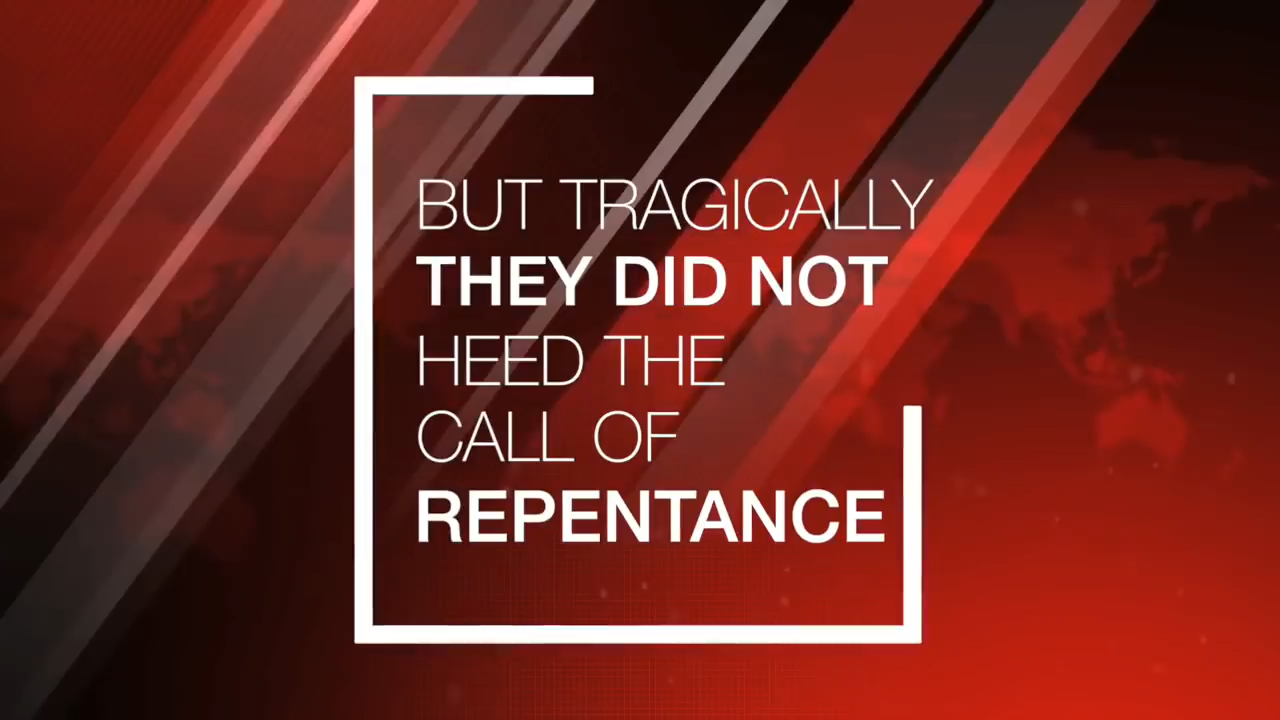 BUT TRAGICALLY
THEY DID NOT
HEED THE
CALL OF
REPENTANCE